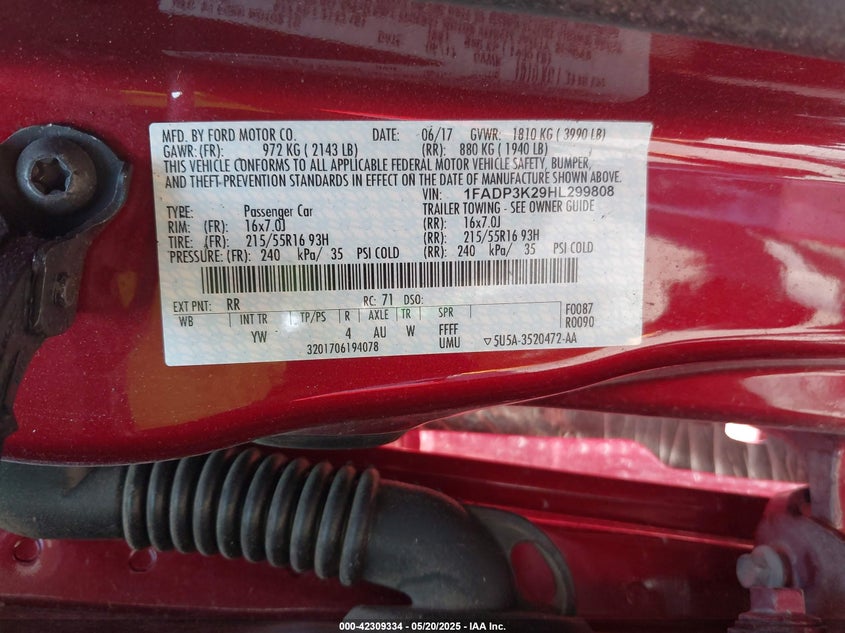 MFD. BY FORD MOTOR CO. DATE: 06/17 GVWR: 1810 KG ( 3990 LB)
GAWR: (FR): 972 KG ( 2143 LB) (RR): 880 KG ( 1940 LB)
THIS VEHICLE CONFORMS TO ALL APPLICABLE FEDERAL MOTOR VEHICLE SAFETY, BUMPER,
AND THEFT-PREVENTION STANDARDS IN EFFECT ON THE DATE OF MANUFACTURE SHOWN ABOVE.
VIN: 1FADP3K29HL299808
TYPE: Passenger Car TRAILER TOWING - SEE OWNER GUIDE
RIM: (FR): 16x7.0J (RR): 16x7.0J
TIRE: (FR): 215/55R16 93H (RR): 215/55R16 93H
PRESSURE: (FR): 240 kPa/ 35 PSI COLD (RR): 240 kPa/ 35 PSI COLD
EXT PNT: RR RC: 71 DSO: F0087
WB INT TR TP/PS R AXLE TR SPR R0090
YW 4 AU W FFFF
3201706194078 UMU ▽5U5A-3520472-AA
000-42309334 / 05/20/2025 - IAA Inc.